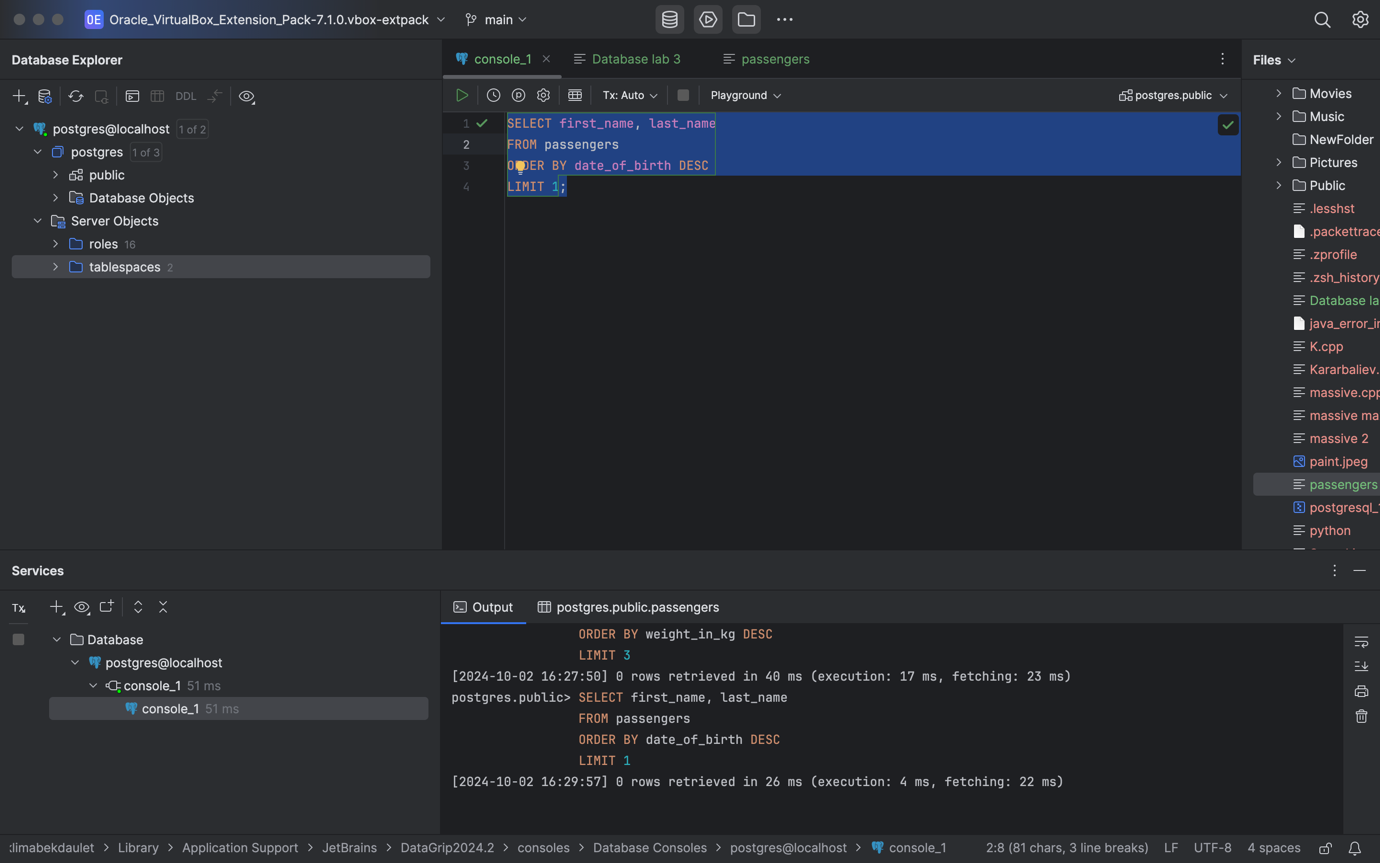 OE Oracle_VirtualBox_Extension_Pack-7.1.0.vbox-extpack main
Database Explorer
DDL
postgres@localhost 1 of 2
postgres 1 of 3
public
Database Objects
Server Objects
roles 16
tablespaces 2
console_1 Database lab 3 passengers
Tx: Auto Playground postgres.public
1 SELECT first_name, last_name
2 FROM passengers
3 ORDER BY date_of_birth DESC
4 LIMIT 1;
Files
Movies
Music
NewFolder
Pictures
Public
.lesshst
.packettrace
.zprofile
.zsh_history
Database la
java_error_i
K.cpp
Kararbaliev.
massive.cpp
massive ma
massive 2
paint.jpeg
passengers
postgresql_
python
Services
Tx
Database
postgres@localhost
console_1 51 ms
console_1 51 ms
Output postgres.public.passengers
ORDER BY weight_in_kg DESC
LIMIT 3
[2024-10-02 16:27:50] 0 rows retrieved in 40 ms (execution: 17 ms, fetching: 23 ms)
postgres.public> SELECT first_name, last_name
FROM passengers
ORDER BY date_of_birth DESC
LIMIT 1
[2024-10-02 16:29:57] 0 rows retrieved in 26 ms (execution: 4 ms, fetching: 22 ms)
:limabekdaulet > Library > Application Support > JetBrains > DataGrip2024.2 > consoles > Database Consoles > postgres@localhost > console_1 2:8 (81 chars, 3 line breaks) LF UTF-8 4 spaces